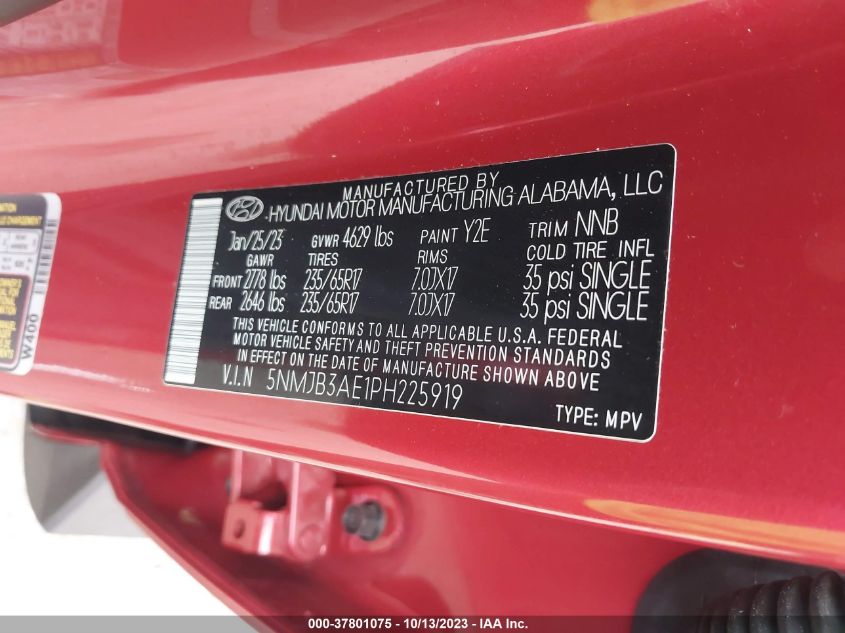 MANUFACTURED BY
HYUNDAI MOTOR MANUFACTURING ALABAMA, LLC
Jan/25/23 GVWR 4629 lbs PAINT Y2E TRIM NNB
GAWR TIRES RIMS COLD TIRE INFL
FRONT 2778 lbs 235/65R17 7.0JX17 35 psi SINGLE
REAR 2646 lbs 235/65R17 7.0JX17 35 psi SINGLE
THIS VEHICLE CONFORMS TO ALL APPLICABLE U.S.A. FEDERAL
MOTOR VEHICLE SAFETY AND THEFT PREVENTION STANDARDS
IN EFFECT ON THE DATE OF MANUFACTURE SHOWN ABOVE
V.I.N 5NMJB3AE1PH225919
TYPE: MPV
W400
000-37801075 - 10/13/2023 - IAA Inc.